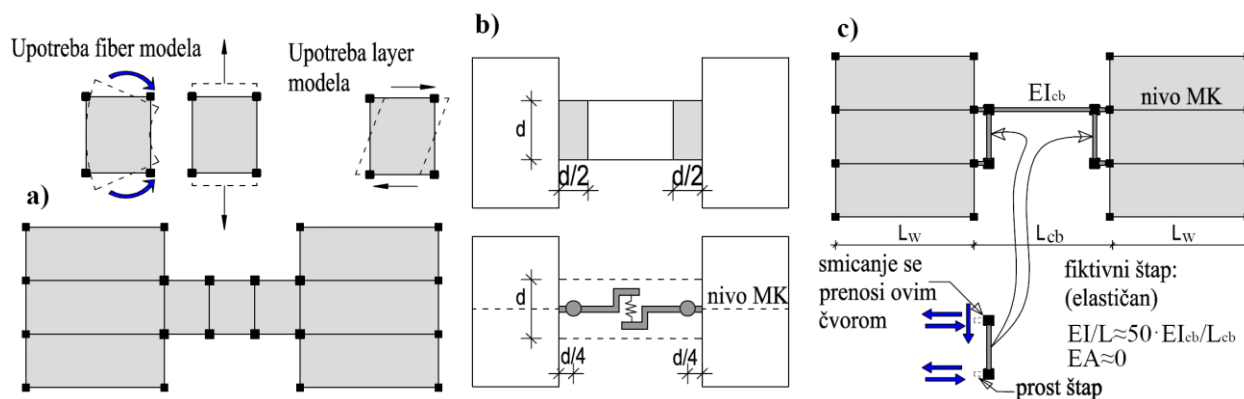 a)
Upotreba fiber modela
Upotreba layer
modela
b)
d
d/2
d/2
d
nivo MK
d/4
d/4
c)
EIcb
nivo MK
Lw
Lcb
Lw
smicanje se
prenosi ovim
čvorom
prost štap
fiktivni štap:
(elastičan)
EI/L≈50·EIcb/Lcb
EA≈0